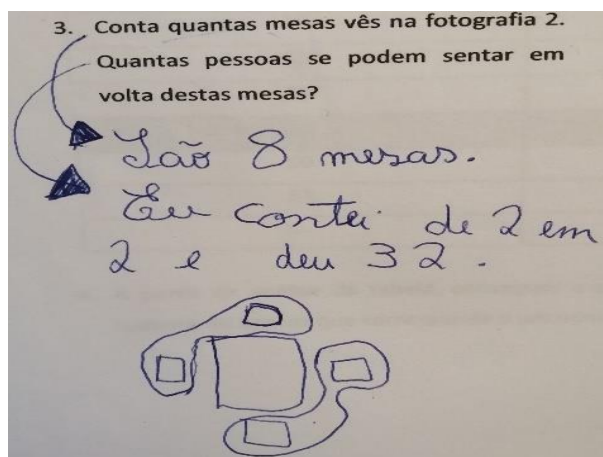 3. Conta quantas mesas vês na fotografia 2.
Quantas pessoas se podem sentar em
volta destas mesas?
São 8 mesas.
Eu contei de 2 em
2 e deu 32.